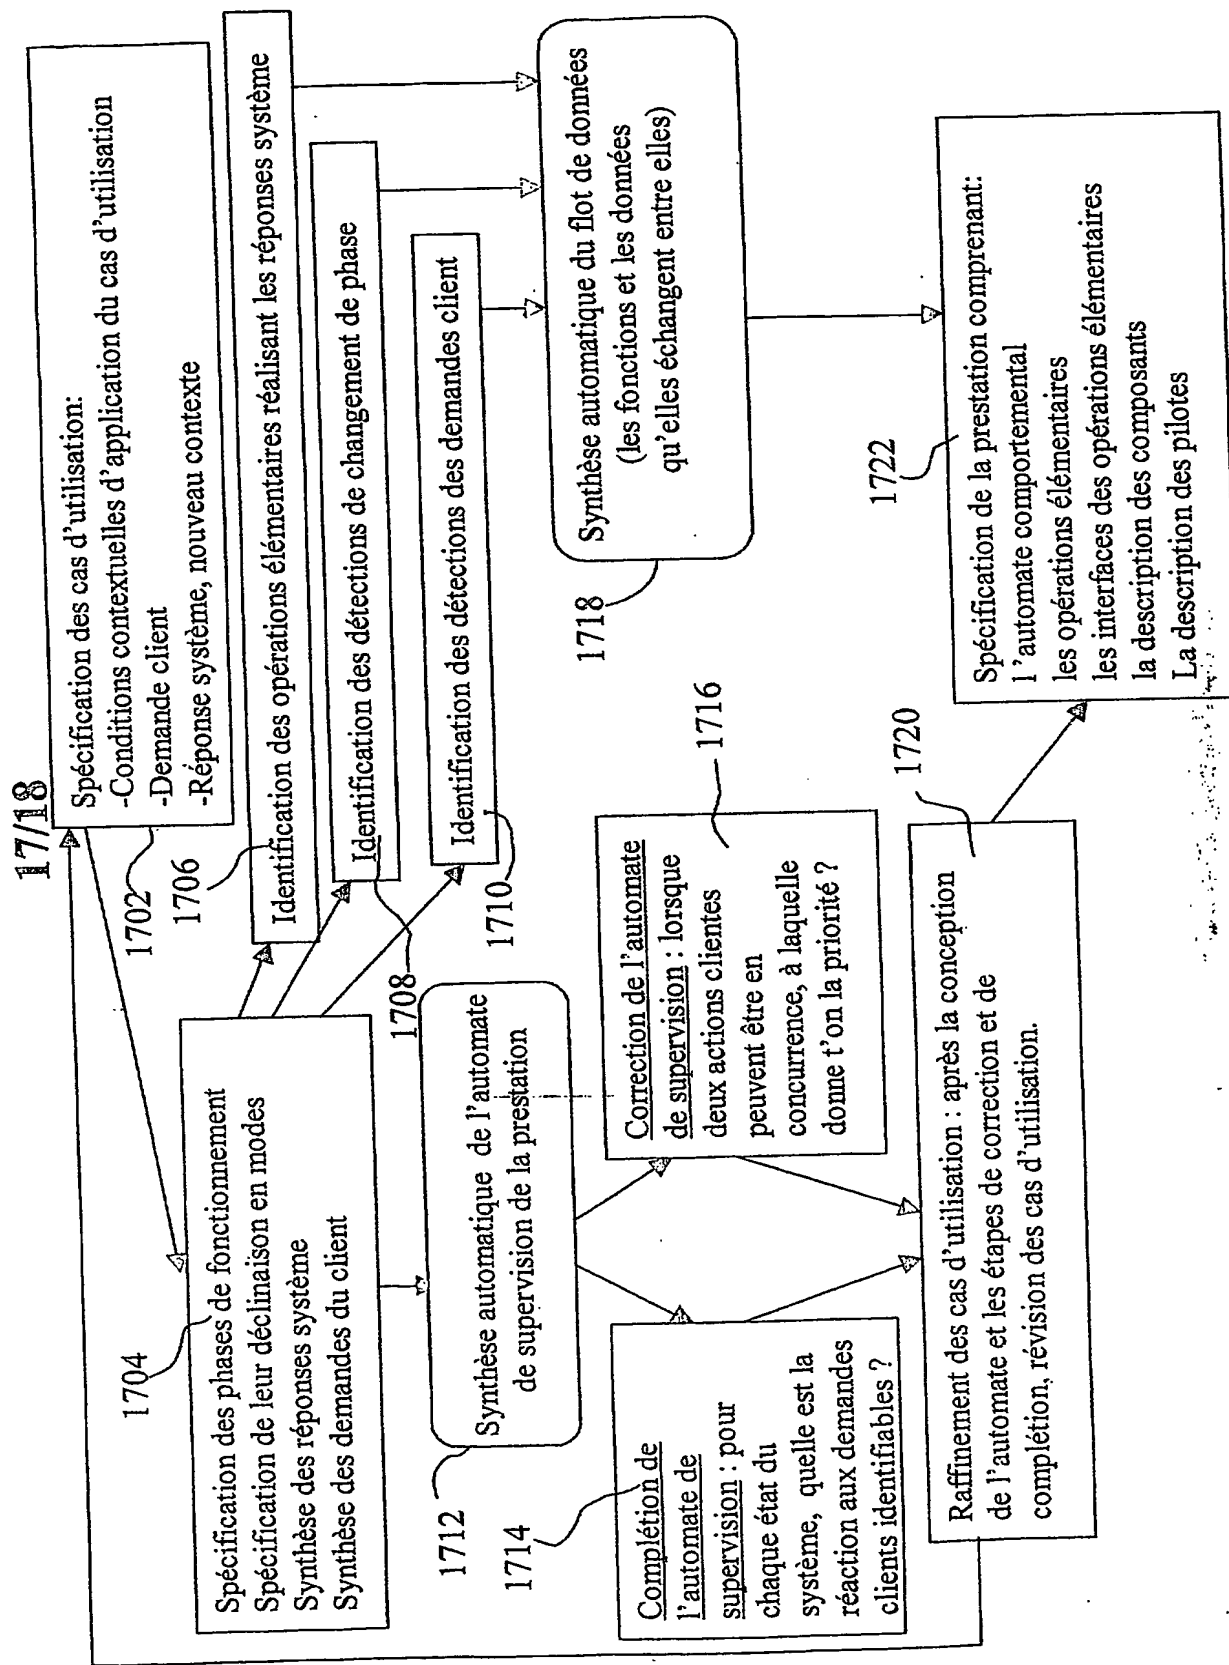 17/18
Spécification des cas d'utilisation:
-Conditions contextuelles d'application du cas d'utilisation
-Demande client
-Réponse système, nouveau contexte
1702
1704
Spécification des phases de fonctionnement
Spécification de leur déclinaison en modes
Synthèse des réponses système
Synthèse des demandes du client
1706
Identification des opérations élémentaires réalisant les réponses système
Identification des détections de changement de phase
1708
Identification des détections des demandes client
1710
1712
Synthèse automatique de l'automate
de supervision de la prestation
1714
Complétion de
l'automate de
supervision : pour
chaque état du
système, quelle est la
réaction aux demandes
clients identifiables ?
Correction de l'automate
de supervision : lorsque
deux actions clientes
peuvent être en
concurrence, à laquelle
donne t'on la priorité ?
1716
Synthèse automatique du flot de données
(les fonctions et les données
qu'elles échangent entre elles)
1718
Raffinement des cas d'utilisation : après la conception
de l'automate et les étapes de correction et de
complétion, révision des cas d'utilisation.
1720
1722
Spécification de la prestation comprenant:
l'automate comportemental
les opérations élémentaires
les interfaces des opérations élémentaires
la description des composants
La description des pilotes